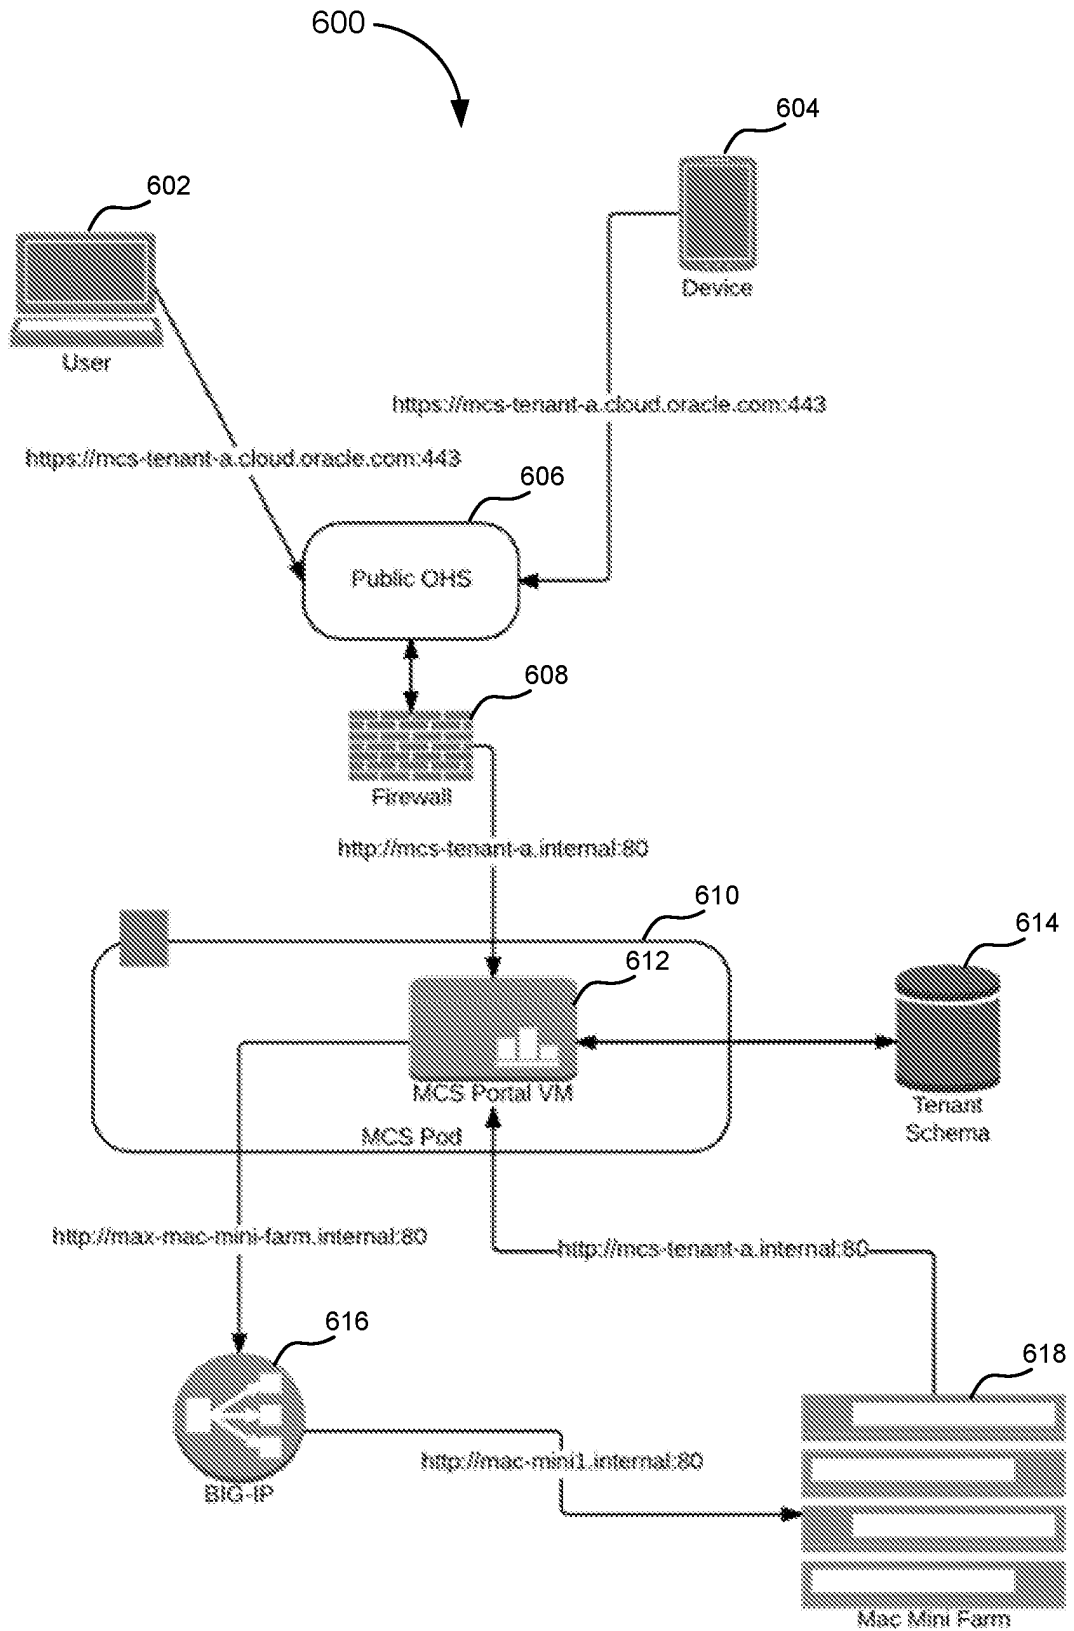 600
604
602
Device
User
https://mcs-tenant-a.cloud.oracle.com:443
https://mcs-tenant-a.cloud.oracle.com:443
606
Public OHS
608
Firewall
http://mcs-tenant-a.internal:80
610
614
612
MCS Portal VM
Tenant
Schema
MCS Pod
http://max-mac-mini-farm.internal:80
http://mcs-tenant-a.internal:80
616
618
http://mac-mini1.internal:80
BIG-IP
Mac Mini Farm